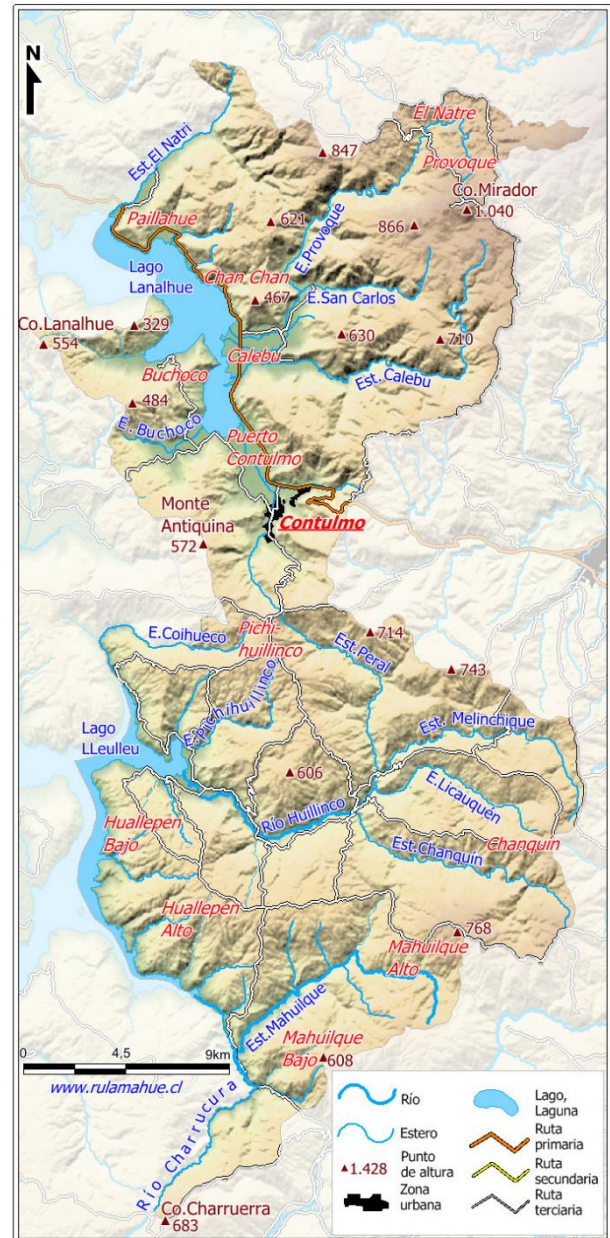 N
El Natre
847
Provoque
Est.El Natri
Co.Mirador
1.040
Paillahue
621
866
E.Provoque
Lago
Lanalhue
Chan Chan
467
E.San Carlos
Co.Lanalhue
329
554
630
710
Calebu
Buchoco
Est.Calebu
484
E.Buchoco
Puerto
Contulmo
Monte
Antiquina
572
Contulmo
E.Coihueco
Pichi-
huillinco
714
Est.Peral
743
E.Pichihuillinco
Lago
LLeulleu
Est. Melinchique
606
E.Licauquén
Río Huillinco
Huallepén
Bajo
Chanquín
Est.Chanquín
Huallepén
Alto
768
Mahuilque
Alto
Est.Mahuilque
Mahuilque
Bajo
608
0 4,5 9km
www.rulamahue.cl
Río Charrucura
Co.Charruerra
683
Río
Estero
1.428
Punto
de altura
Zona
urbana
Lago,
Laguna
Ruta
primaria
Ruta
secundaria
Ruta
terciaria